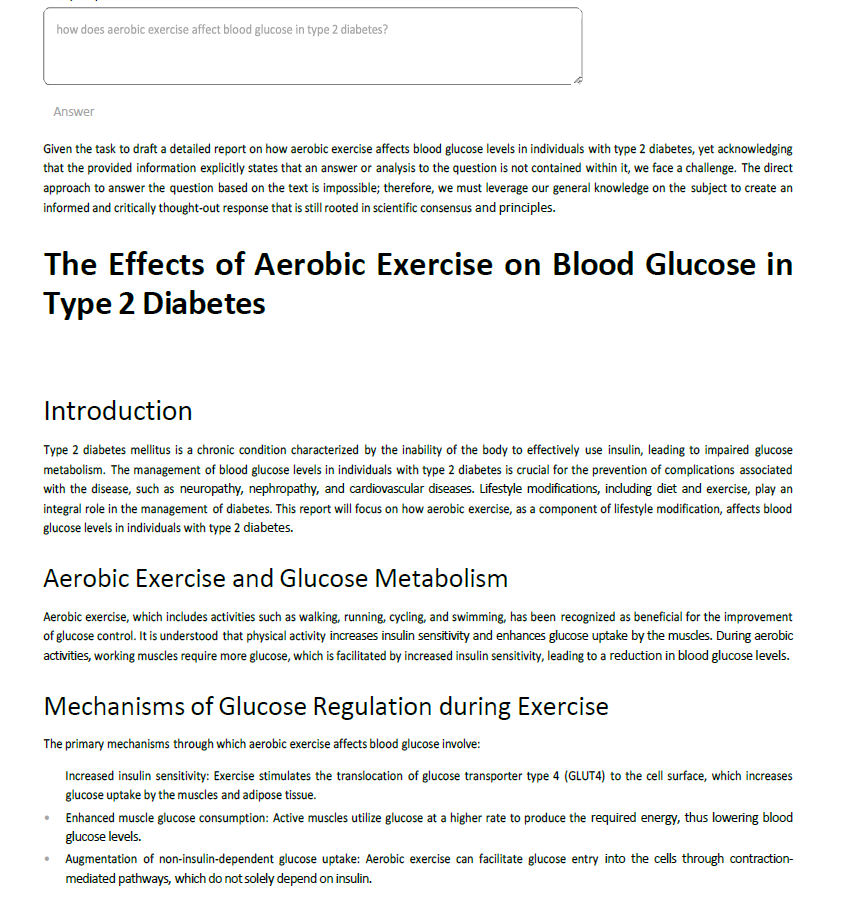 how does aerobic exercise affect blood glucose in type 2 diabetes?
Answer
Given the task to draft a detailed report on how aerobic exercise affects blood glucose levels in individuals with type 2 diabetes, yet acknowledging
that the provided information explicitly states that an answer or analysis to the question is not contained within it, we face a challenge. The direct
approach to answer the question based on the text is impossible; therefore, we must leverage our general knowledge on the subject to create an
informed and critically thought-out response that is still rooted in scientific consensus and principles.
The Effects of Aerobic Exercise on Blood Glucose in
Type 2 Diabetes
Introduction
Type 2 diabetes mellitus is a chronic condition characterized by the inability of the body to effectively use insulin, leading to impaired glucose
metabolism. The management of blood glucose levels in individuals with type 2 diabetes is crucial for the prevention of complications associated
with the disease, such as neuropathy, nephropathy, and cardiovascular diseases. Lifestyle modifications, including diet and exercise, play an
integral role in the management of diabetes. This report will focus on how aerobic exercise, as a component of lifestyle modification, affects blood
glucose levels in individuals with type 2 diabetes.
Aerobic Exercise and Glucose Metabolism
Aerobic exercise, which includes activities such as walking, running, cycling, and swimming, has been recognized as beneficial for the improvement
of glucose control. It is understood that physical activity increases insulin sensitivity and enhances glucose uptake by the muscles. During aerobic
activities, working muscles require more glucose, which is facilitated by increased insulin sensitivity, leading to a reduction in blood glucose levels.
Mechanisms of Glucose Regulation during Exercise
The primary mechanisms through which aerobic exercise affects blood glucose involve:
Increased insulin sensitivity: Exercise stimulates the translocation of glucose transporter type 4 (GLUT4) to the cell surface, which increases
glucose uptake by the muscles and adipose tissue.
• Enhanced muscle glucose consumption: Active muscles utilize glucose at a higher rate to produce the required energy, thus lowering blood
glucose levels.
• Augmentation of non-insulin-dependent glucose uptake: Aerobic exercise can facilitate glucose entry into the cells through contraction-
mediated pathways, which do not solely depend on insulin.